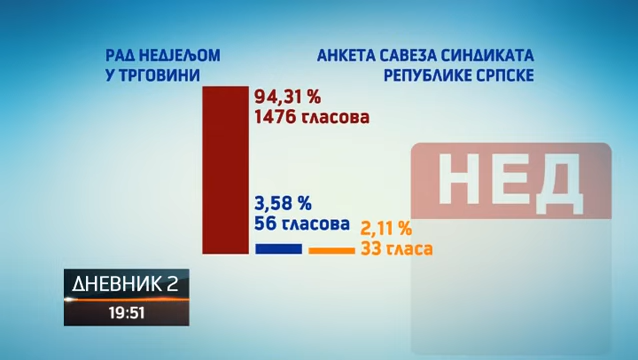 РАД НЕДЈЕЉОМ
У ТРГОВИНИ
АНКЕТА САВЕЗА СИНДИКАТА
РЕПУБЛИКЕ СРПСКЕ
94,31 %
1476 гласова
3,58 %
56 гласова
2,11 %
33 гласа
НЕД
ДНЕВНИК 2
19:51